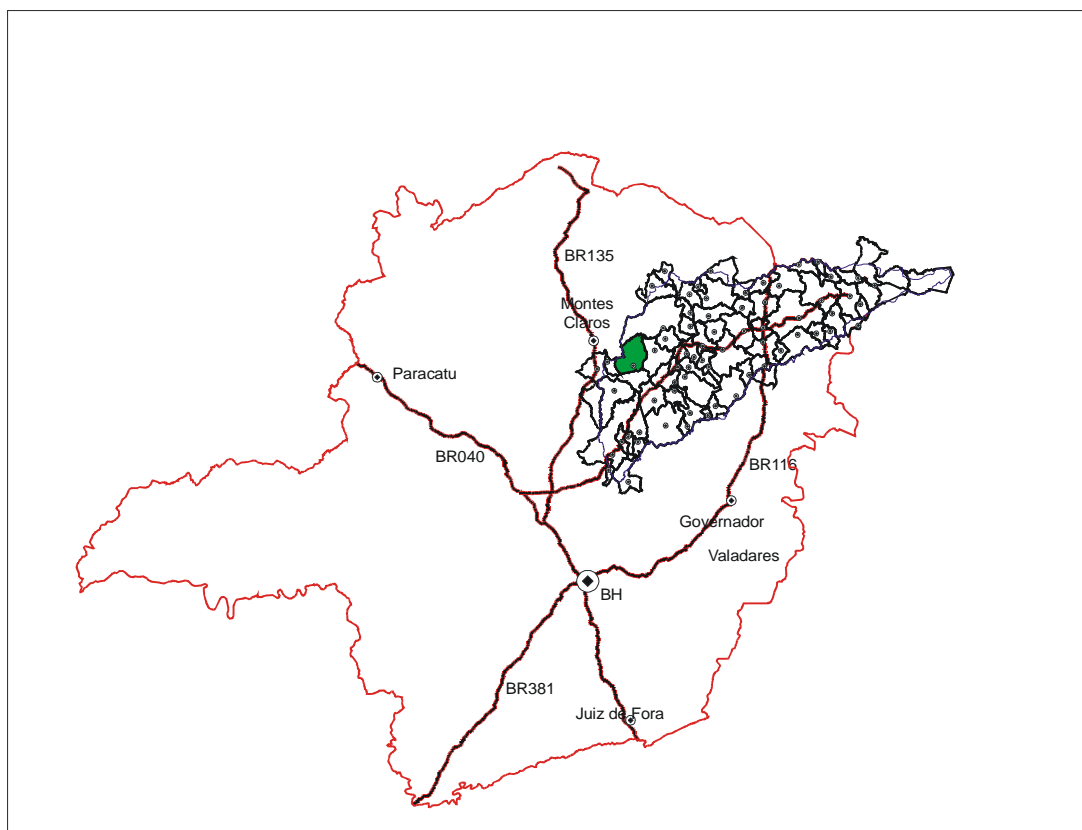 BR135
Montes
Claros
Paracatu
BR040
BR116
Governador
Valadares
BH
BR381
Juiz de Fora